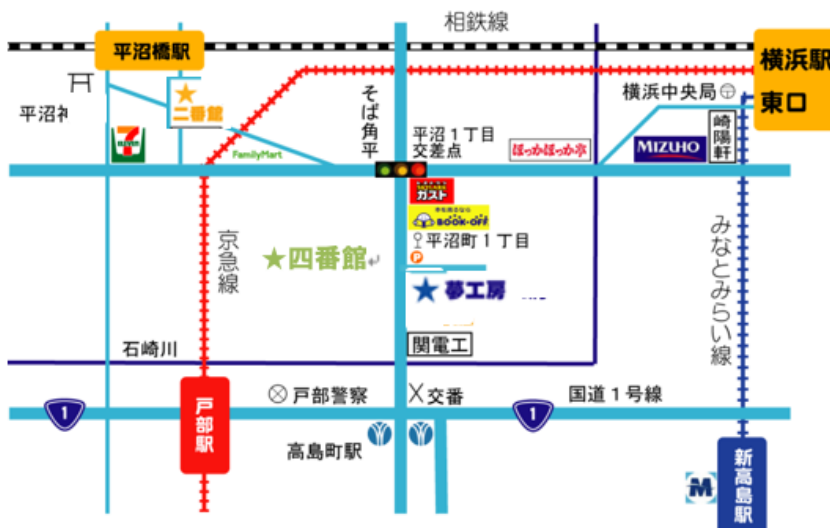 相鉄線
平沼橋駅
横浜駅
東口
横浜中央局
平沼神
二番館
そば角平
崎陽軒
7
ELEVEN
FamilyMart
平沼1丁目
交差点
ほっかほっか亭
MIZUHO
ガスト
BOOK-OFF
平沼町1丁目
P
京急線
★四番館
★夢工房
みなとみらい線
関電工
石崎川
戸部警察
交番
国道1号線
1
1
戸部駅
高島町駅
新高島駅
M